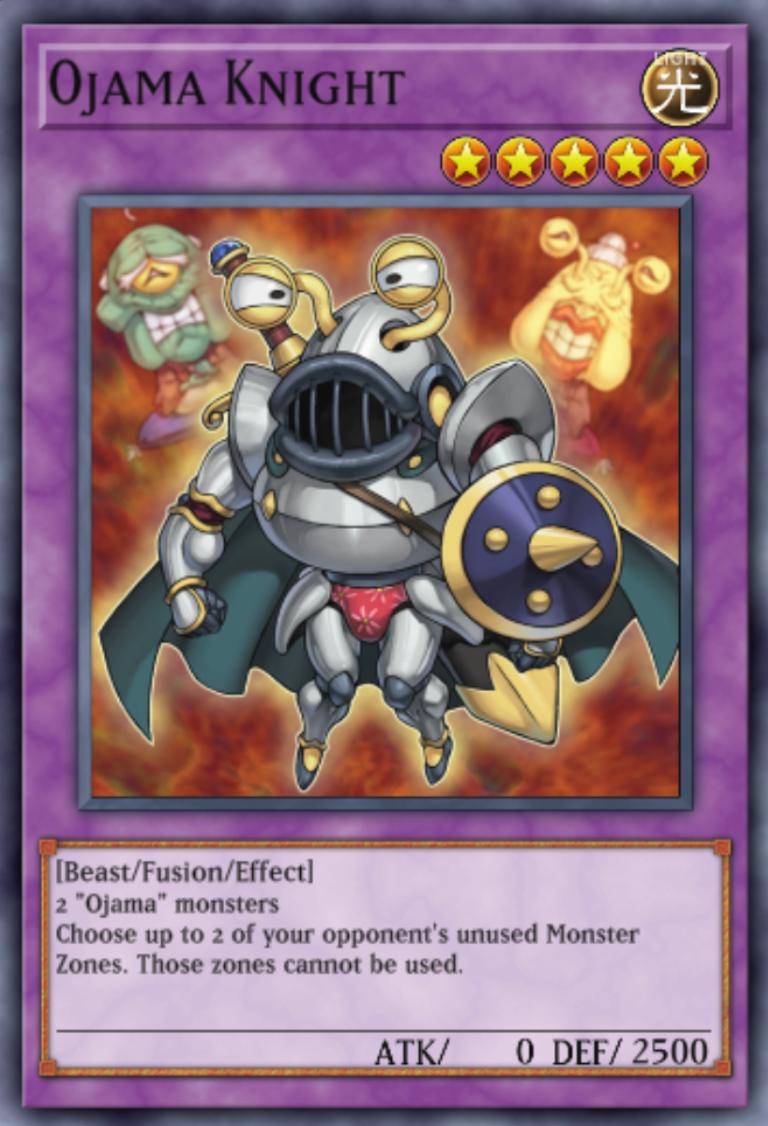 Ojama Knight
LIGHT
光
[Beast/Fusion/Effect]
2 "Ojama" monsters
Choose up to 2 of your opponent's unused Monster
Zones. Those zones cannot be used.
ATK/ 0 DEF/ 2500